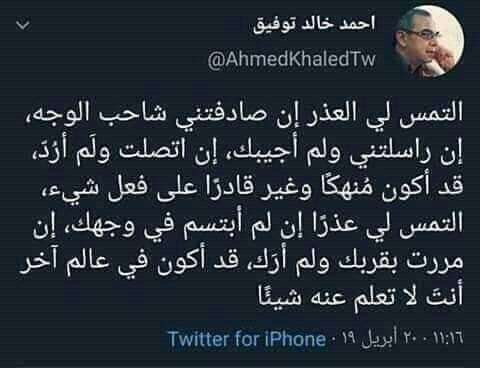 احمد خالد توفيق
@AhmedKhaledTw
التمس لي العذر إن صادفتني شاحب الوجه،
إن راسلتني ولم أجيبك، إن اتصلت ولَم أرُدَ،
قد أكون مُنهكًا وغير قادرًا على فعل شيء،
التمس لي عذرًا إن لم أبتسم في وجهك، إن
مررت بقربك ولم أرَك، قد أكون في عالم آخر
أنتَ لا تعلم عنه شيئًا
١١:١٦ · ٢٠ أبريل ١٩ · Twitter for iPhone